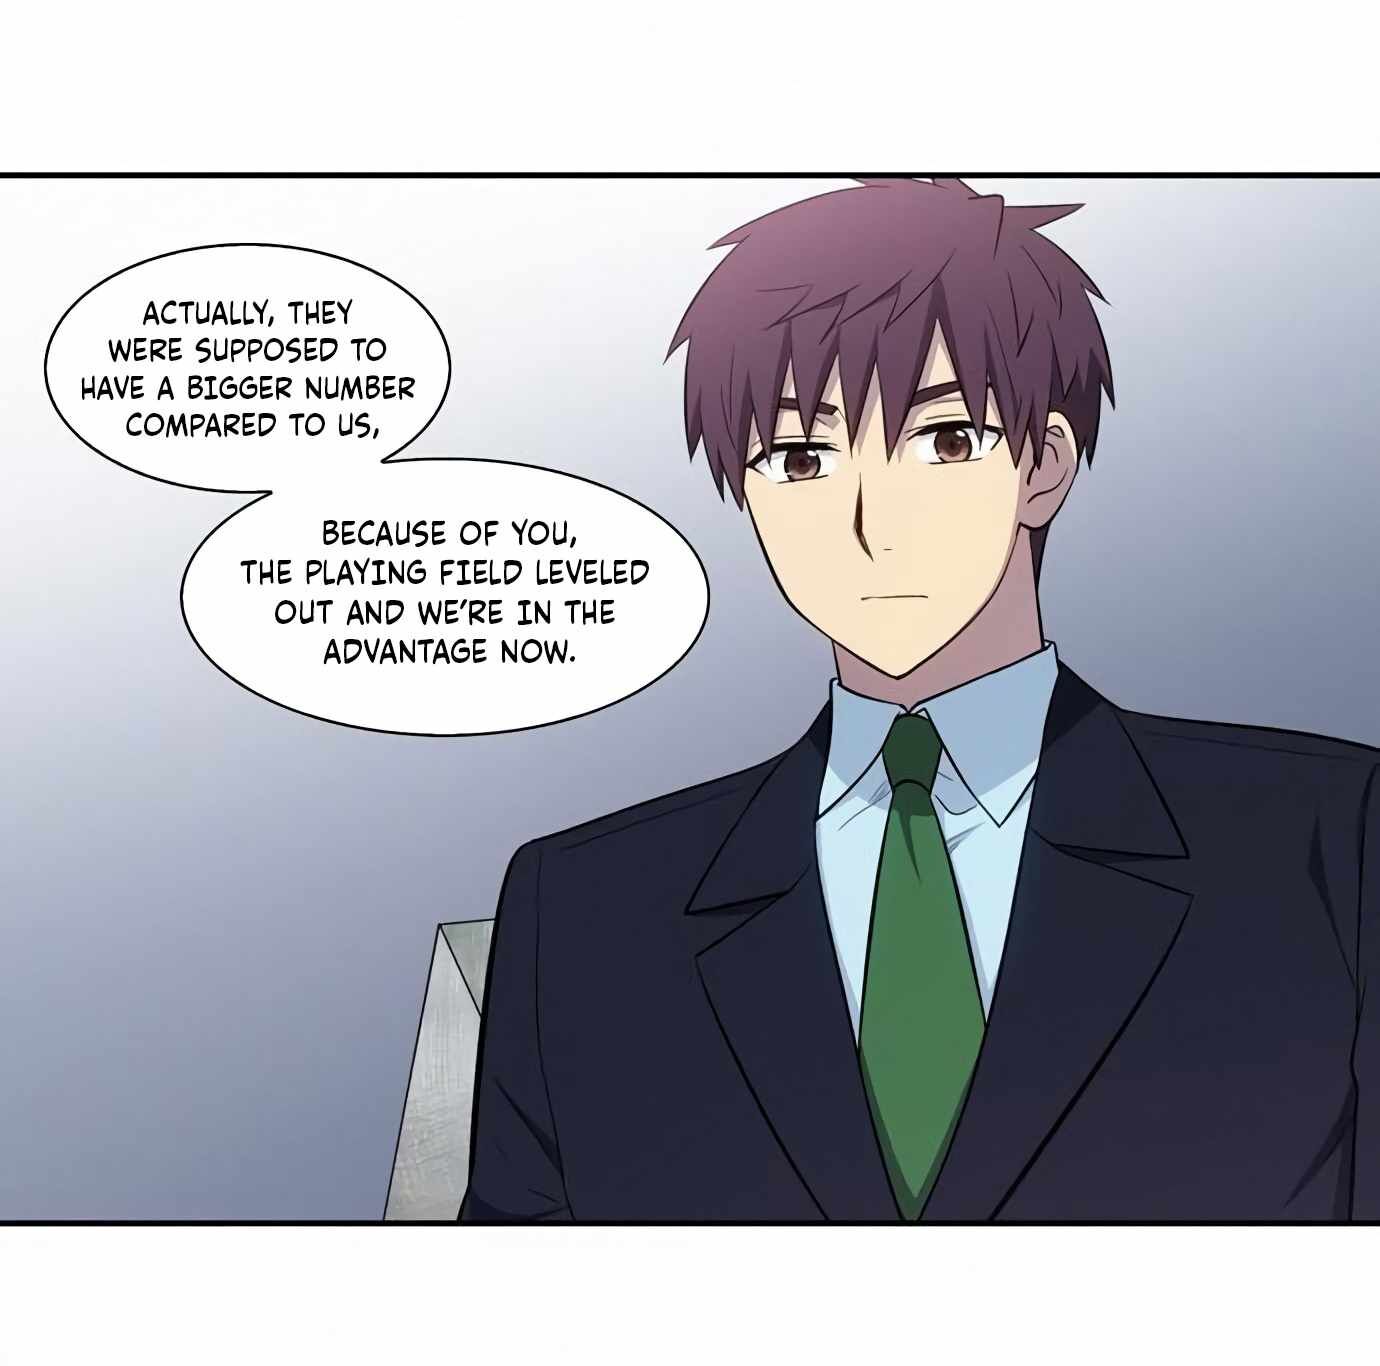 ACTUALLY, THEY
WERE SUPPOSED TO
HAVE A BIGGER NUMBER
COMPARED TO US,
BECAUSE OF YOU,
THE PLAYING FIELD LEVELED
OUT AND WE'RE IN THE
ADVANTAGE NOW.